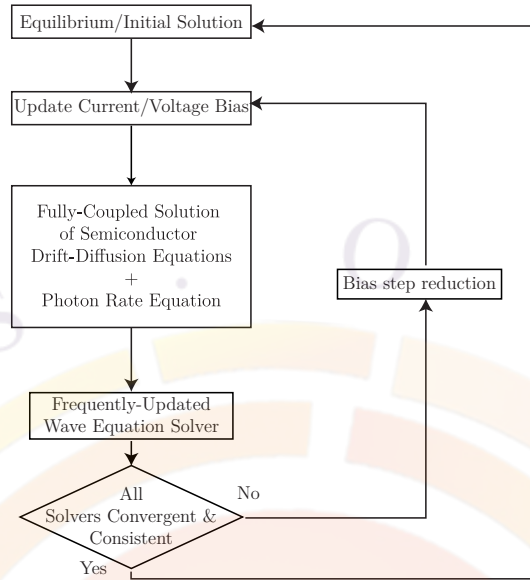 Equilibrium/Initial Solution
Update Current/Voltage Bias
Fully-Coupled Solution
of Semiconductor
Drift-Diffusion Equations
+
Photon Rate Equation
Bias step reduction
Frequently-Updated
Wave Equation Solver
All
Solvers Convergent &
Consistent
No
Yes